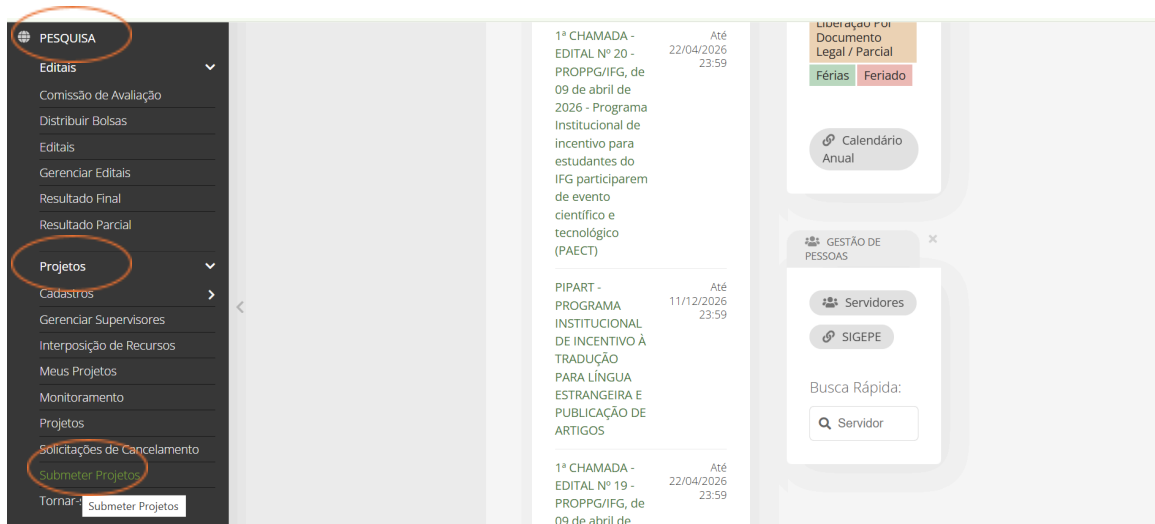 PESQUISA
Editais
Comissão de Avaliação
Distribuir Bolsas
Editais
Gerenciar Editais
Resultado Final
Resultado Parcial
Projetos
Cadastros
Gerenciar Supervisores
Interposição de Recursos
Meus Projetos
Monitoramento
Projetos
Solicitações de Cancelamento
Submeter Projetos
Submeter Projetos
1ª CHAMADA -
EDITAL Nº 20 -
PROPPG/IFG, de
09 de abril de
2026 - Programa
Institucional de
incentivo para
estudantes do
IFG participarem
de evento
científico e
tecnológico
(PAECT)
Até
22/04/2026
23:59
PIPART -
PROGRAMA
INSTITUCIONAL
DE INCENTIVO À
TRADUÇÃO
PARA LÍNGUA
ESTRANGEIRA E
PUBLICAÇÃO DE
ARTIGOS
Até
11/12/2026
23:59
1ª CHAMADA -
EDITAL Nº 19 -
PROPPG/IFG, de
09 de abril de
Até
22/04/2026
23:59
Liberação Por
Documento
Legal / Parcial
Férias Feriado
Calendário
Anual
GESTÃO DE
PESSOAS
Servidores
SIGEPE
Busca Rápida:
Servidor